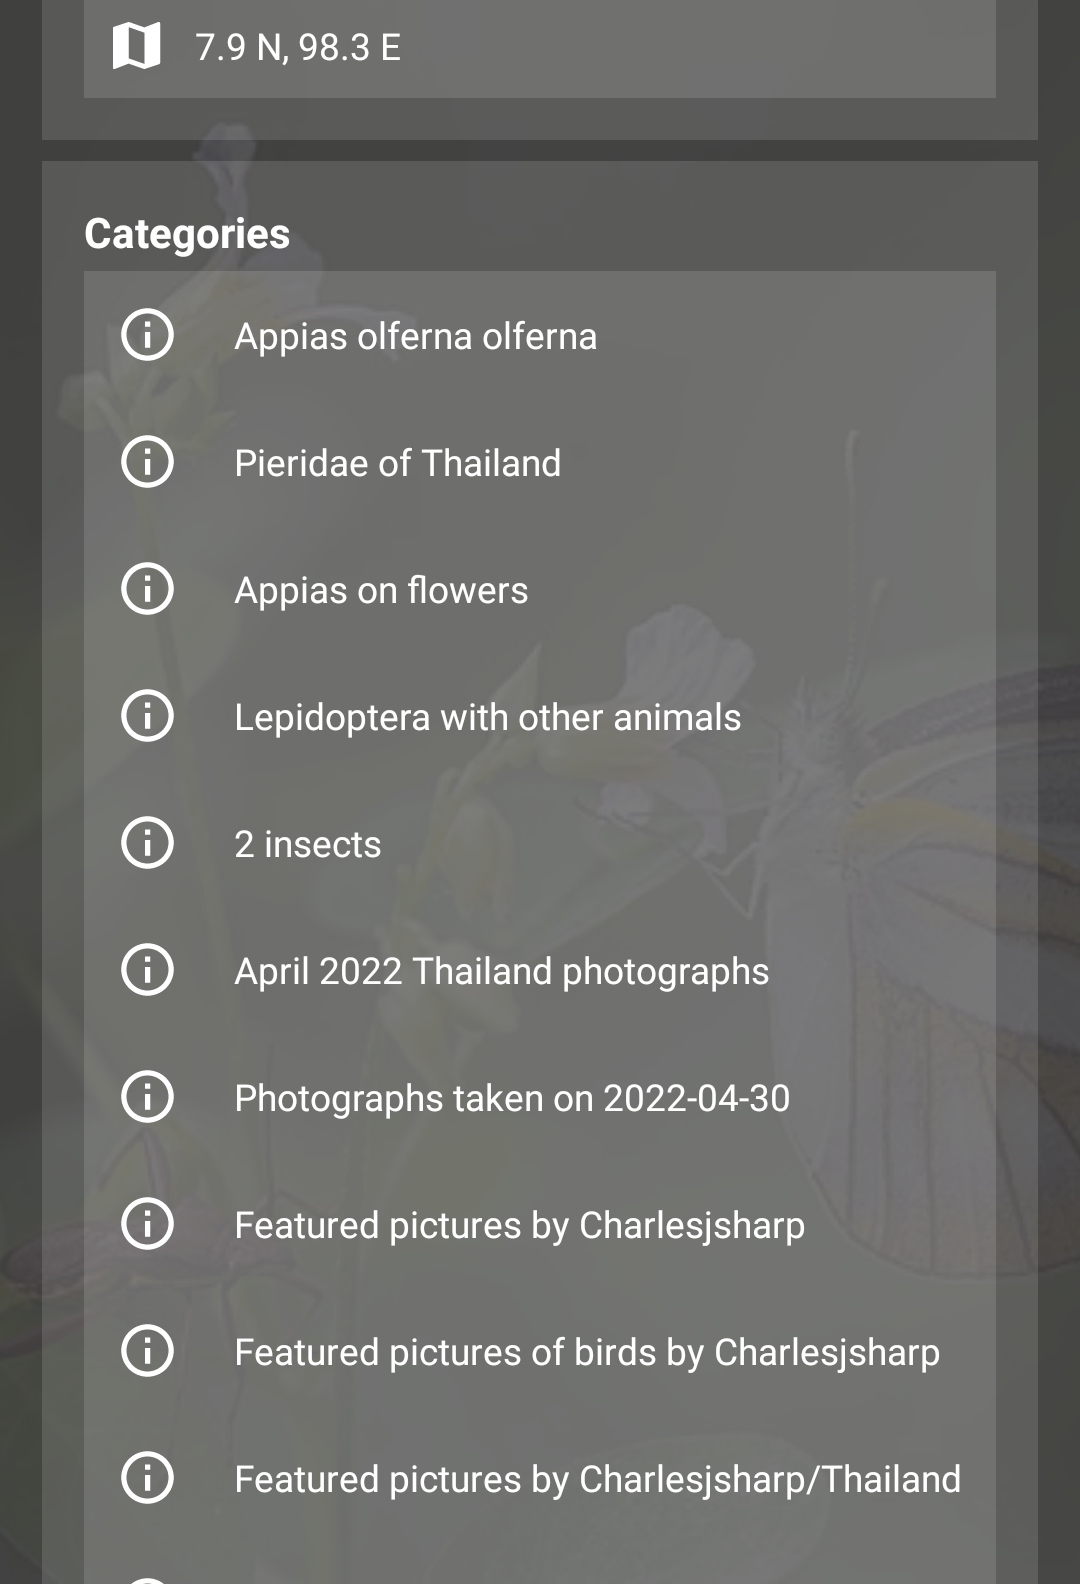 7.9 N, 98.3 E
Categories
Appias olferna olferna
Pieridae of Thailand
Appias on flowers
Lepidoptera with other animals
2 insects
April 2022 Thailand photographs
Photographs taken on 2022-04-30
Featured pictures by Charlesjsharp
Featured pictures of birds by Charlesjsharp
Featured pictures by Charlesjsharp/Thailand